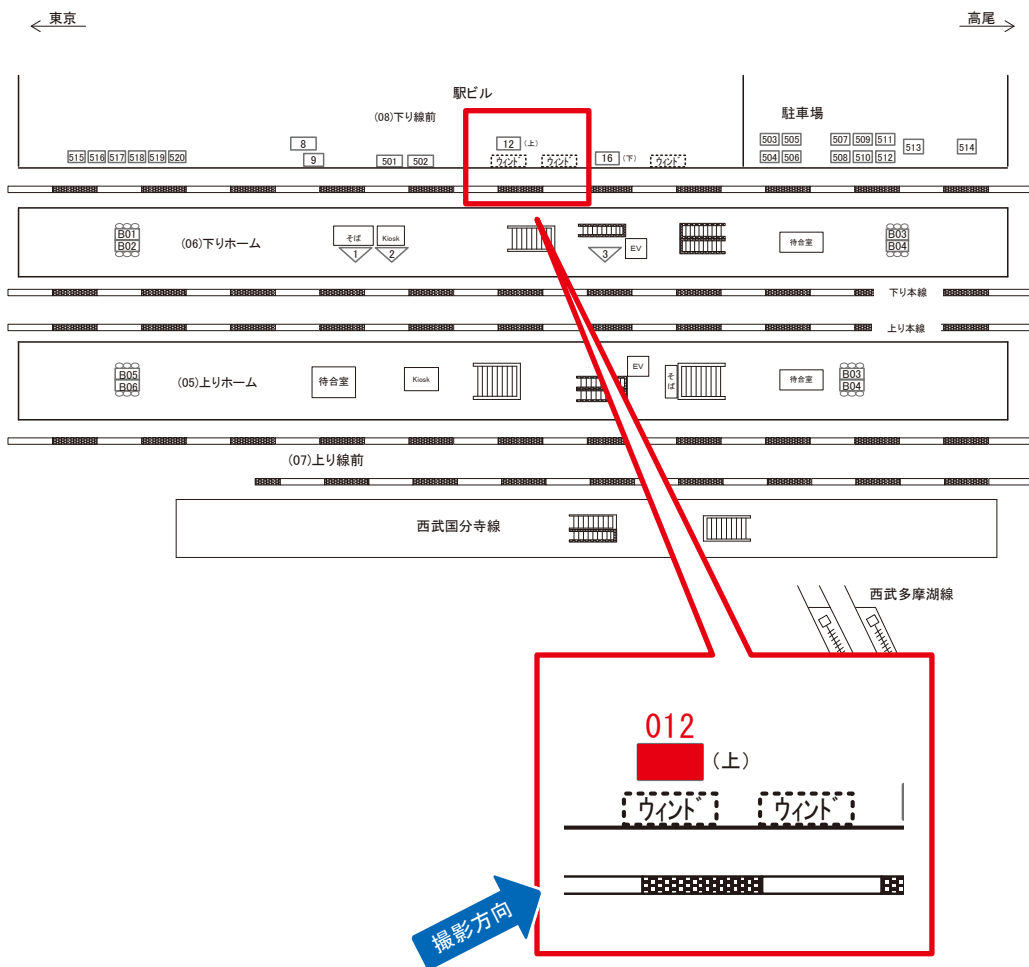 東京
高尾
駅ビル
(08)下り線前
駐車場
515 516 517 518 519 520
8
9
501 502
12 (上)
ウィンド ウィンド
16 (下)
ウィンド
503 505
504 506
507 509 511
508 510 512
513
514
B01
B02
(06)下りホーム
そば
1
Kiosk
2
3
EV
待合室
B03
B04
下り本線
上り本線
B05
B06
(05)上りホーム
待合室
Kiosk
EV
そば
待合室
B03
B04
(07)上り線前
西武国分寺線
西武多摩湖線
012
(上)
ウィンド ウィンド
撮影方向